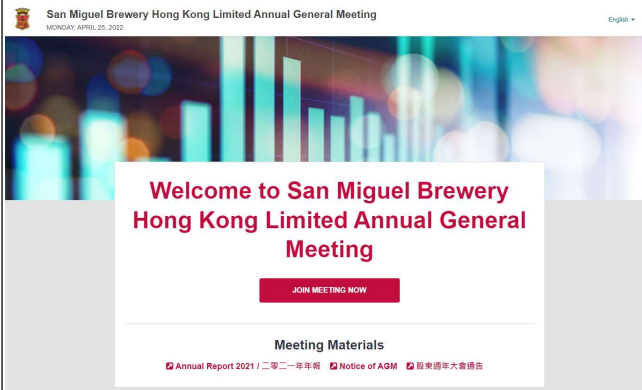 San Miguel Brewery Hong Kong Limited Annual General Meeting
MONDAY, APRIL 25, 2022
English
Welcome to San Miguel Brewery
Hong Kong Limited Annual General
Meeting
JOIN MEETING NOW
Meeting Materials
Annual Report 2021 / 二零二一年年報 Notice of AGM 股東週年大會通告